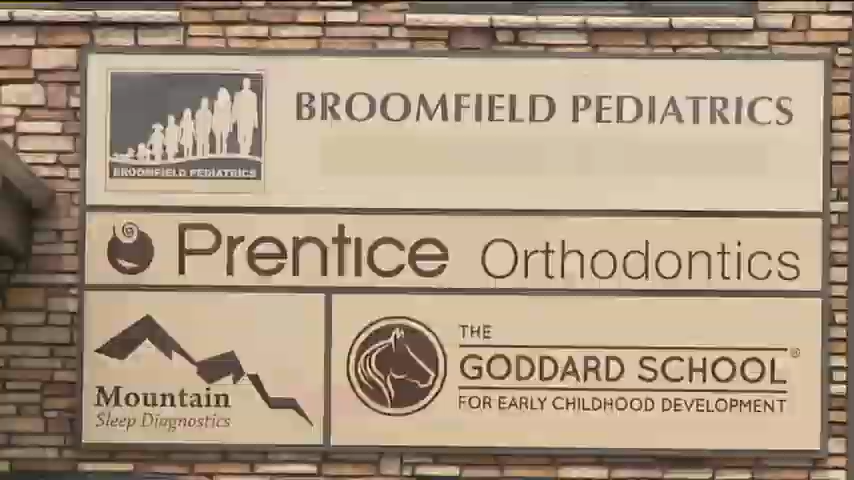 BROOMFIELD PEDIATRICS
BROOMFIELD PEDIATRICS
Prentice Orthodontics
Mountain
Sleep Diagnostics
THE
GODDARD SCHOOL®
FOR EARLY CHILDHOOD DEVELOPMENT